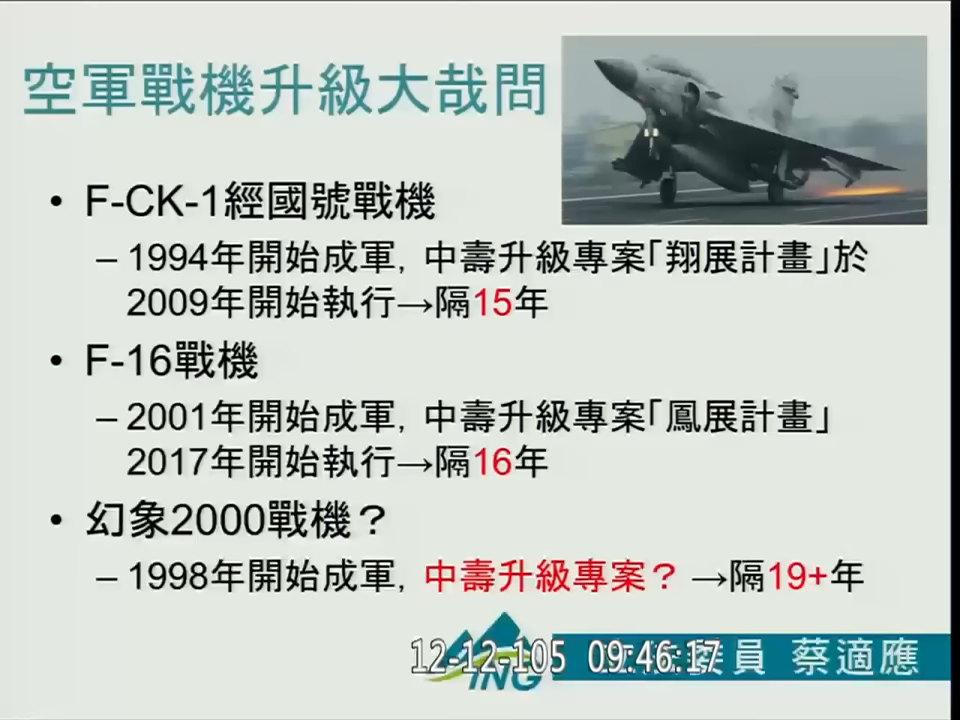 空軍戰機升級大哉問
• F-CK-1經國號戰機
– 1994年開始成軍，中壽升級專案「翔展計畫」於
2009年開始執行→隔15年
• F-16戰機
– 2001年開始成軍，中壽升級專案「鳳展計畫」
2017年開始執行→隔16年
• 幻象2000戰機？
– 1998年開始成軍，中壽升級專案？→隔19+年
12-12-105 09:46:17
委員 蔡適應
ING